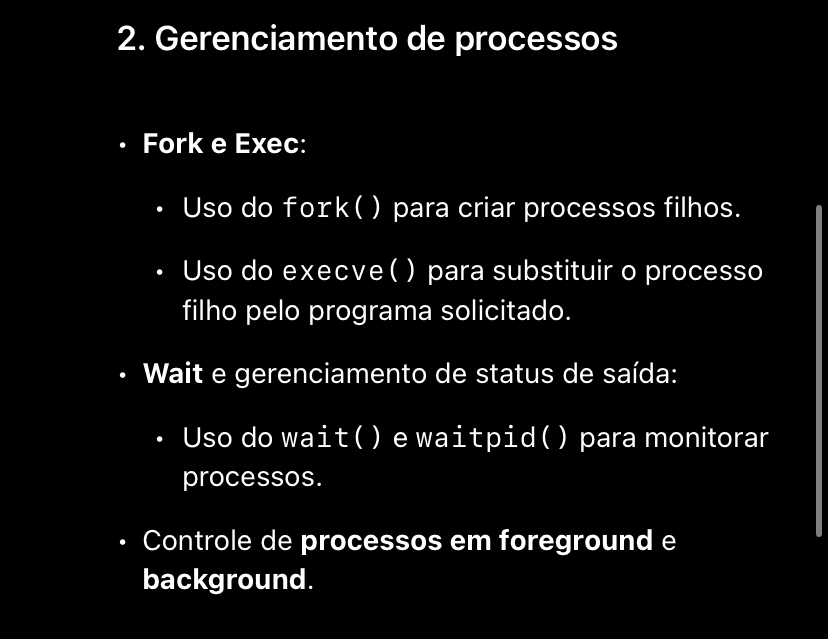 2. Gerenciamento de processos
• Fork e Exec:
• Uso do fork() para criar processos filhos.
• Uso do execve() para substituir o processo
filho pelo programa solicitado.
• Wait e gerenciamento de status de saída:
• Uso do wait() e waitpid() para monitorar
processos.
• Controle de processos em foreground e
background.